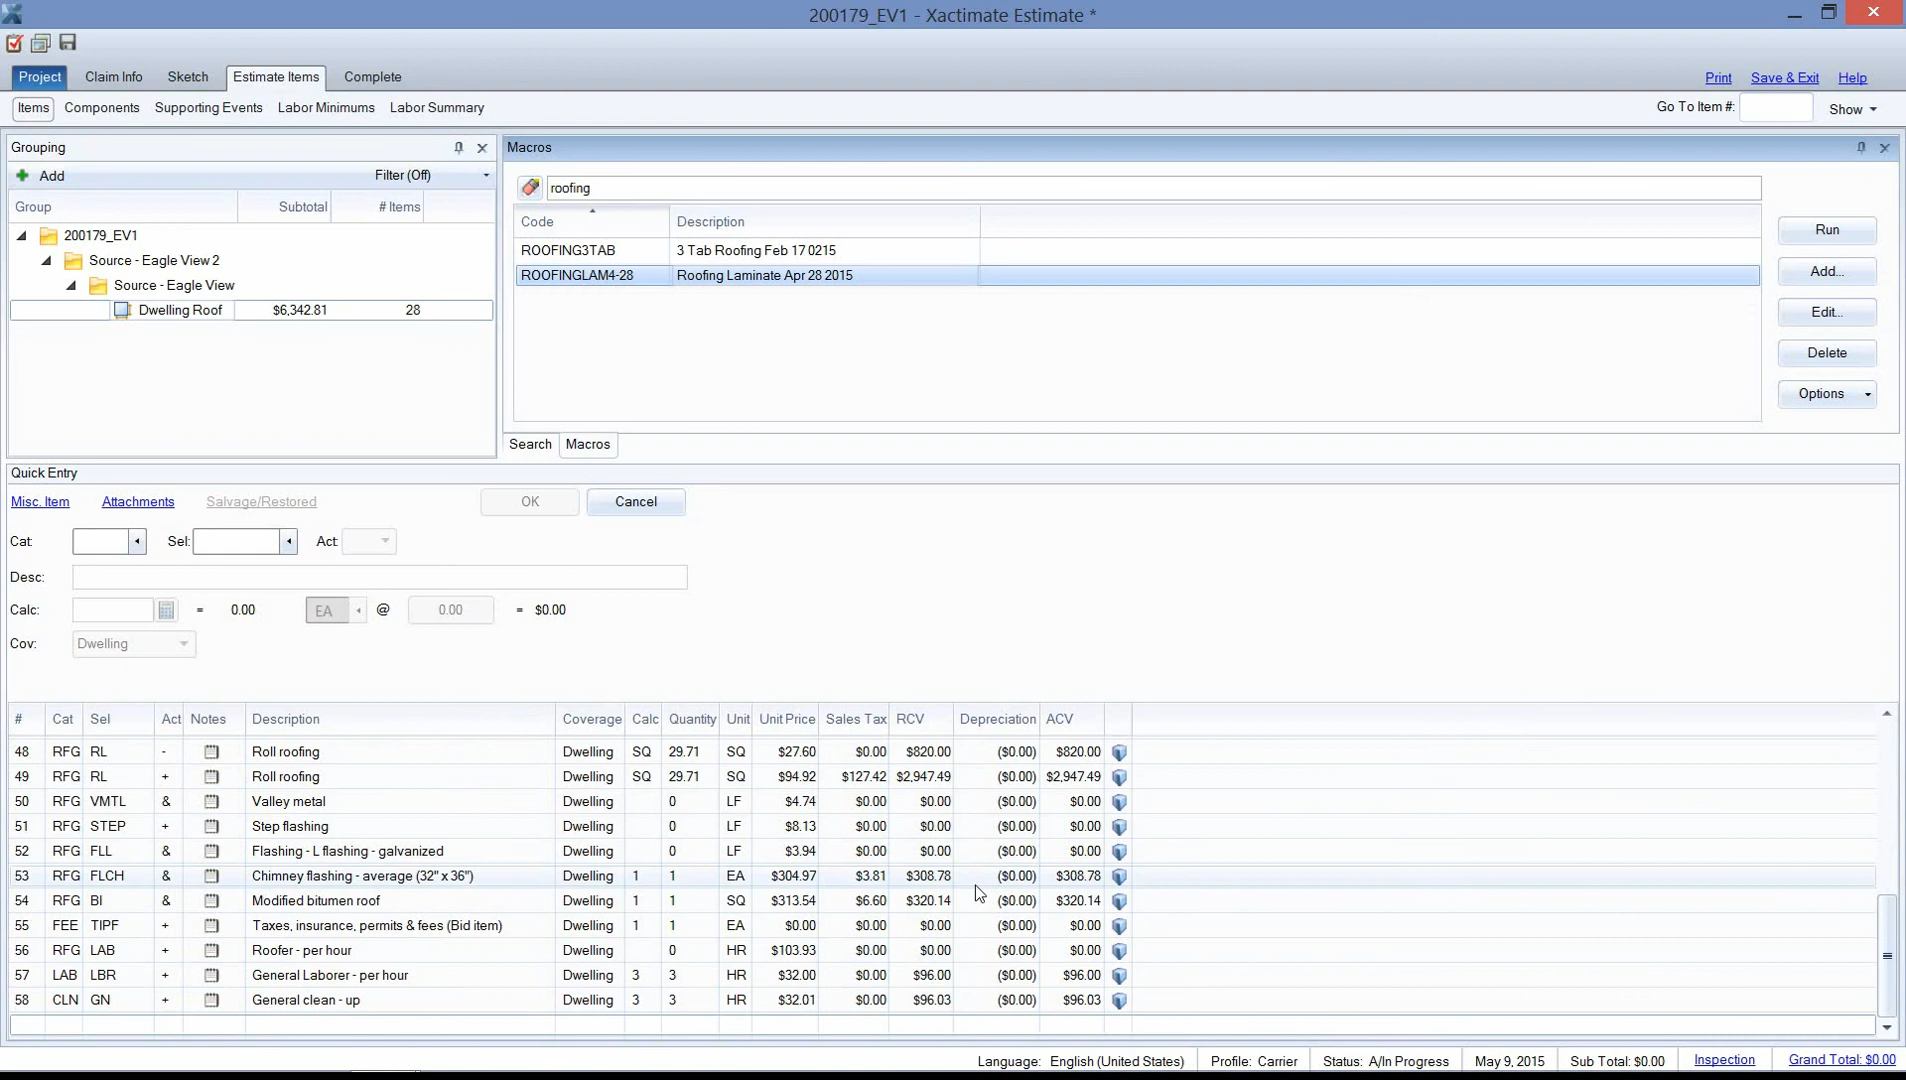 200179_EV1 - Xactimate Estimate *
Project Claim Info Sketch Estimate Items Complete Print Save & Exit Help
Items Components Supporting Events Labor Minimums Labor Summary Go To Item #: Show
Grouping
Add Filter (Off)
Group Subtotal # Items
200179_EV1
Source - Eagle View 2
Source - Eagle View
Dwelling Roof $6,342.81 28
Macros
roofing
Code Description
ROOFING3TAB 3 Tab Roofing Feb 17 0215
ROOFINGLAM4-28 Roofing Laminate Apr 28 2015
Run
Add...
Edit...
Delete
Options
Search Macros
Quick Entry
Misc. Item Attachments Salvage/Restored OK Cancel
Cat: Sel: Act:
Desc:
Calc: = 0.00 EA @ 0.00 = $0.00
Cov: Dwelling
# Cat Sel Act Notes Description Coverage Calc Quantity Unit Unit Price Sales Tax RCV Depreciation ACV
48 RFG RL - Roll roofing Dwelling SQ 29.71 SQ $27.60 $0.00 $820.00 ($0.00) $820.00
49 RFG RL + Roll roofing Dwelling SQ 29.71 SQ $94.92 $127.42 $2,947.49 ($0.00) $2,947.49
50 RFG VMTL & Valley metal Dwelling 0 LF $4.74 $0.00 $0.00 ($0.00) $0.00
51 RFG STEP + Step flashing Dwelling 0 LF $8.13 $0.00 $0.00 ($0.00) $0.00
52 RFG FLL & Flashing - L flashing - galvanized Dwelling 0 LF $3.94 $0.00 $0.00 ($0.00) $0.00
53 RFG FLCH & Chimney flashing - average (32" x 36") Dwelling 1 1 EA $304.97 $3.81 $308.78 ($0.00) $308.78
54 RFG BI & Modified bitumen roof Dwelling 1 1 SQ $313.54 $6.60 $320.14 ($0.00) $320.14
55 FEE TIPF + Taxes, insurance, permits & fees (Bid item) Dwelling 1 1 EA $0.00 $0.00 $0.00 ($0.00) $0.00
56 RFG LAB + Roofer - per hour Dwelling 0 HR $103.93 $0.00 $0.00 ($0.00) $0.00
57 LAB LBR + General Laborer - per hour Dwelling 3 3 HR $32.00 $0.00 $96.00 ($0.00) $96.00
58 CLN GN + General clean - up Dwelling 3 3 HR $32.01 $0.00 $96.03 ($0.00) $96.03
Language: English (United States) Profile: Carrier Status: A/In Progress May 9, 2015 Sub Total: $0.00 Inspection Grand Total: $0.00